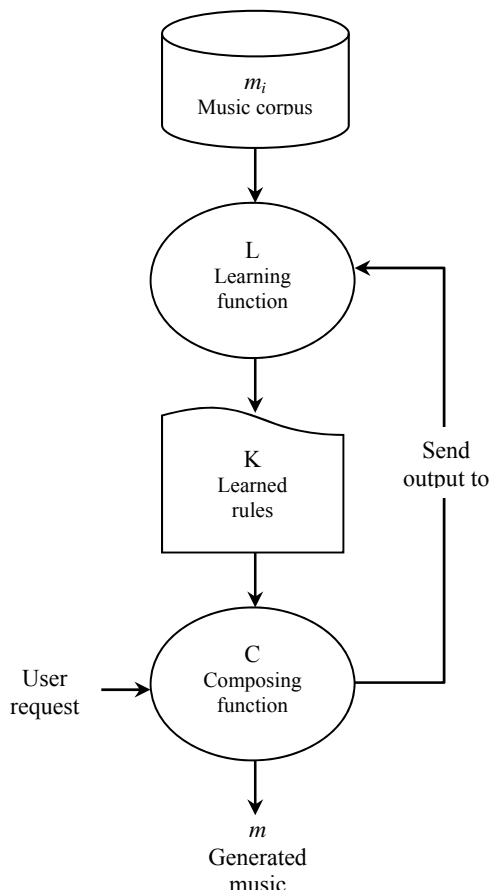 m_i
Music corpus
L
Learning
function
K
Learned
rules
Send
output to
C
Composing
function
User
request
m
Generated
music